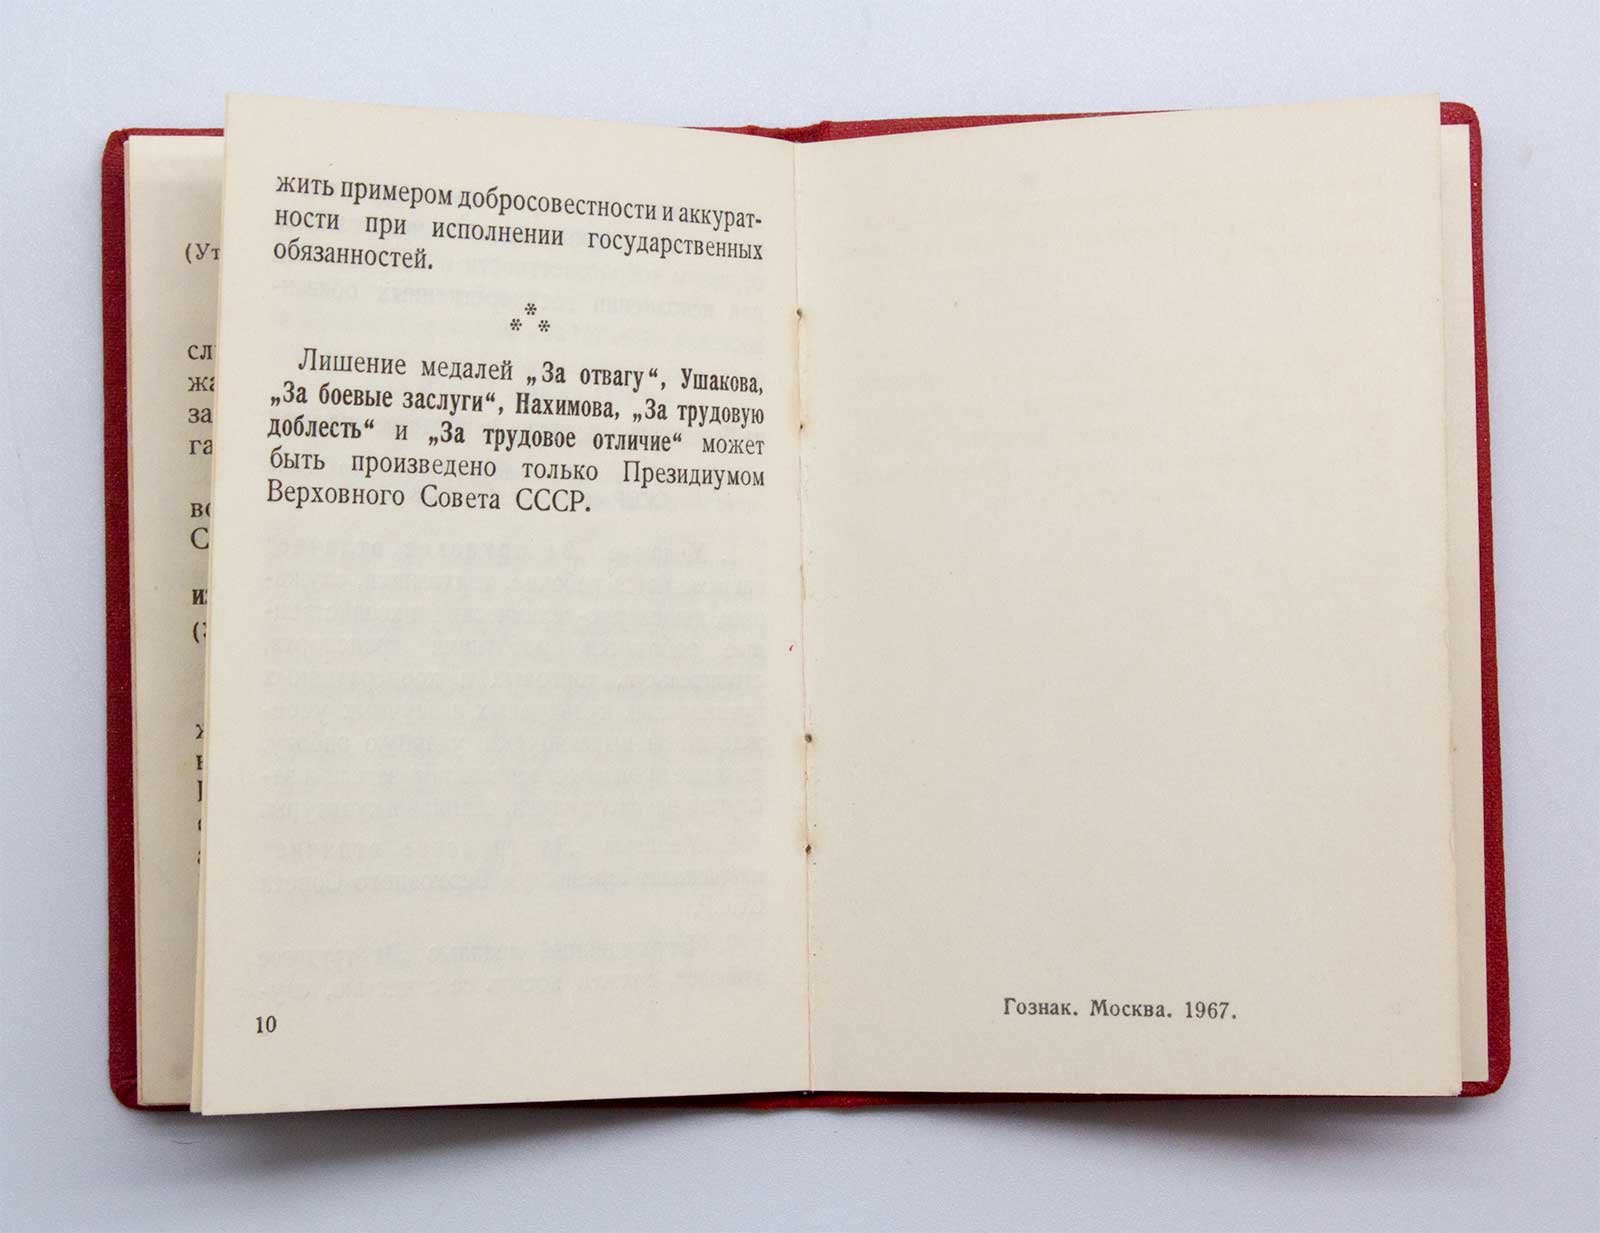 жить примером добросовестности и аккурат-
ности при исполнении государственных
обязанностей.
* * *
Лишение медалей „За отвагу“, Ушакова,
„За боевые заслуги“, Нахимова, „За трудовую
доблесть“ и „За трудовое отличие“ может
быть произведено только Президиумом
Верховного Совета СССР.
10
Гознак. Москва. 1967.